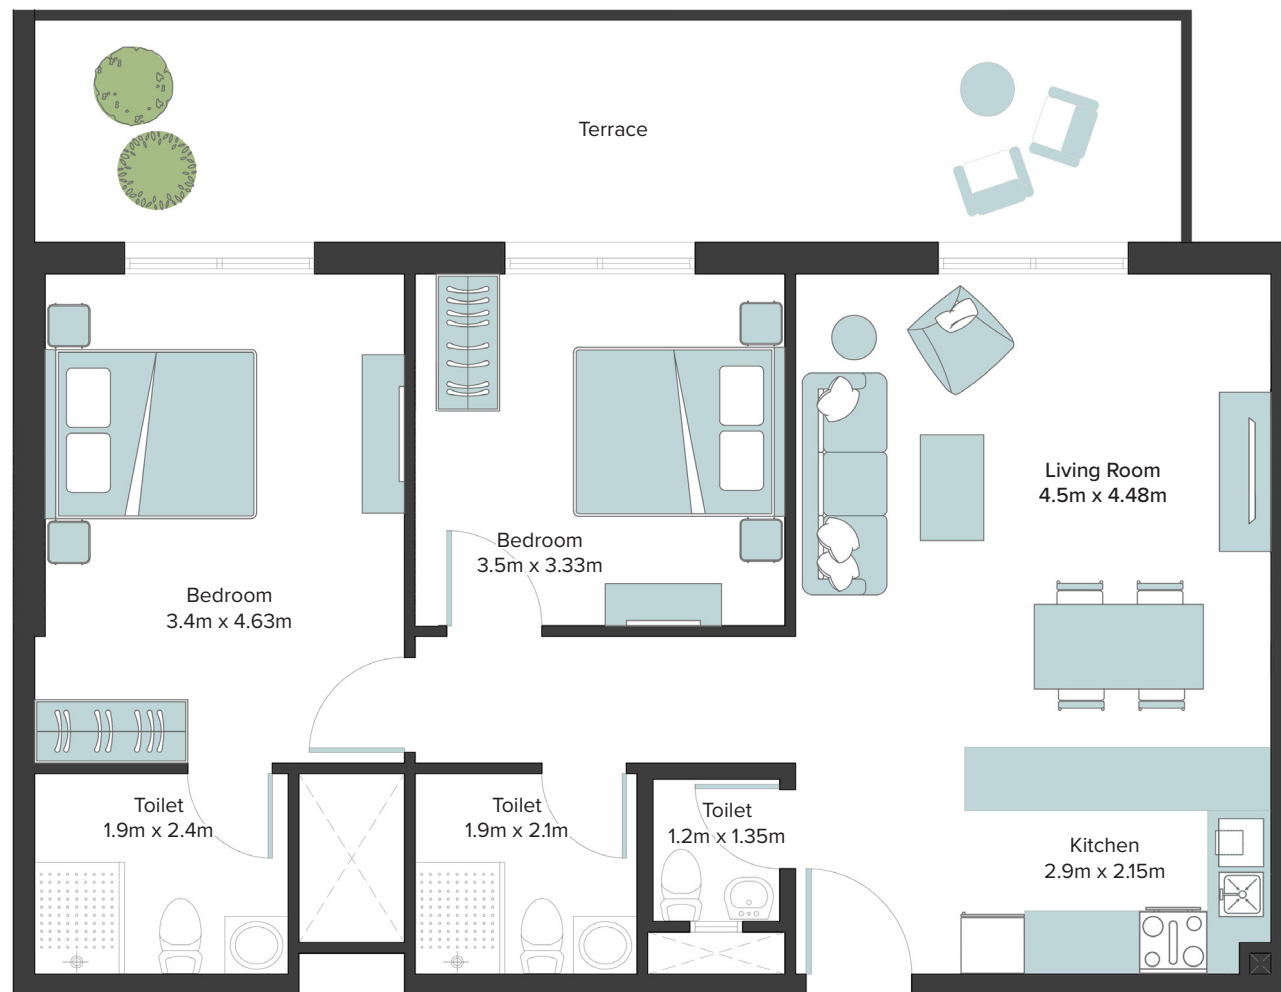 Terrace
Living Room
4.5m x 4.48m
Bedroom
3.5m x 3.33m
Bedroom
3.4m x 4.63m
Toilet
1.9m x 2.4m
Toilet
1.9m x 2.1m
Toilet
1.2m x 1.35m
Kitchen
2.9m x 2.15m